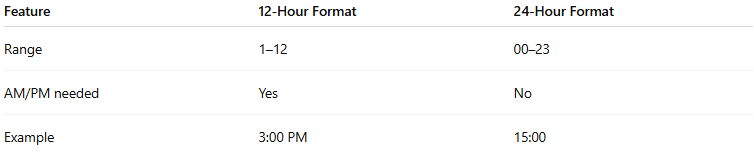 Feature 12-Hour Format 24-Hour Format
Range 1–12 00–23
AM/PM needed Yes No
Example 3:00 PM 15:00